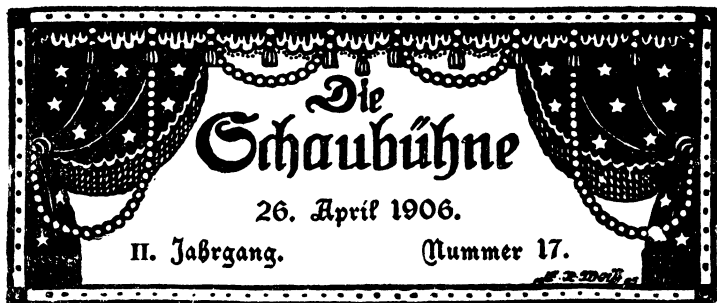 Die
Schaubühne
26. April 1906.
II. Jahrgang. Nummer 17.